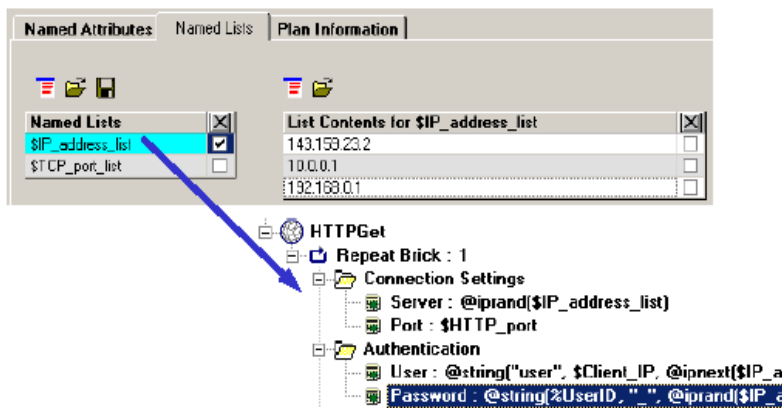 Named Attributes Named Lists Plan Information
Named Lists
$IP_address_list
$TCP_port_list
List Contents for $IP_address_list
143.159.23.2
10.0.0.1
192.168.0.1
HTTPGet
Repeat Brick : 1
Connection Settings
Server : @iprand($IP_address_list)
Port : $HTTP_port
Authentication
User : @string("user", $Client_IP, @ipnext($IP_a
Password : @string(%UserID, "_", @iprand($IP_a